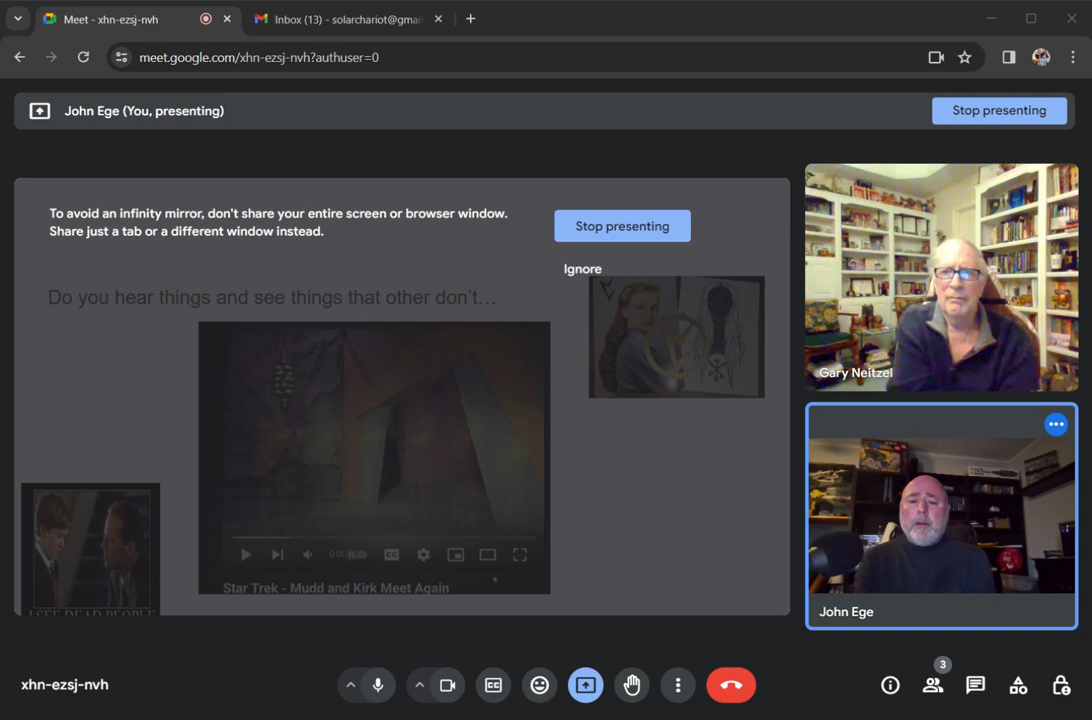 Meet - xhn-ezsj-nvh
Inbox (13) - solarchariot@gmai
meet.google.com/xhn-ezsj-nvh?authuser=0
John Ege (You, presenting)
Stop presenting
To avoid an infinity mirror, don't share your entire screen or browser window.
Share just a tab or a different window instead.
Stop presenting
Ignore
Do you hear things and see things that other don't...
Gary Neitzel
CC
Star Trek - Mudd and Kirk Meet Again
I SEE DEAD PEOPLE
John Ege
xhn-ezsj-nvh
CC
3